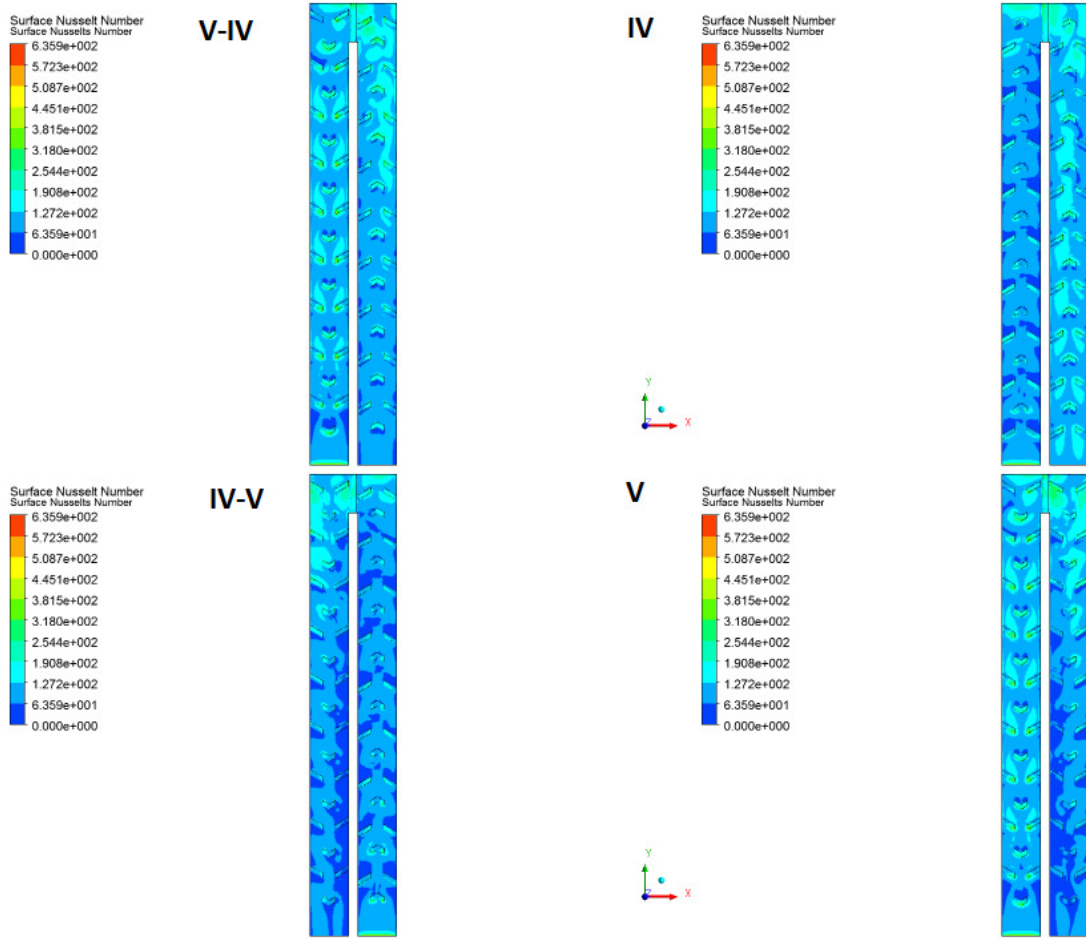 Surface Nusselt Number
Surface Nusselts Number
6.359e+002
5.723e+002
5.087e+002
4.451e+002
3.815e+002
3.180e+002
2.544e+002
1.908e+002
1.272e+002
6.359e+001
0.000e+000
V-IV
IV
Surface Nusselt Number
Surface Nusselts Number
6.359e+002
5.723e+002
5.087e+002
4.451e+002
3.815e+002
3.180e+002
2.544e+002
1.908e+002
1.272e+002
6.359e+001
0.000e+000
Y
Z
X
Surface Nusselt Number
Surface Nusselts Number
6.359e+002
5.723e+002
5.087e+002
4.451e+002
3.815e+002
3.180e+002
2.544e+002
1.908e+002
1.272e+002
6.359e+001
0.000e+000
IV-V
V
Surface Nusselt Number
Surface Nusselts Number
6.359e+002
5.723e+002
5.087e+002
4.451e+002
3.815e+002
3.180e+002
2.544e+002
1.908e+002
1.272e+002
6.359e+001
0.000e+000
Y
Z
X